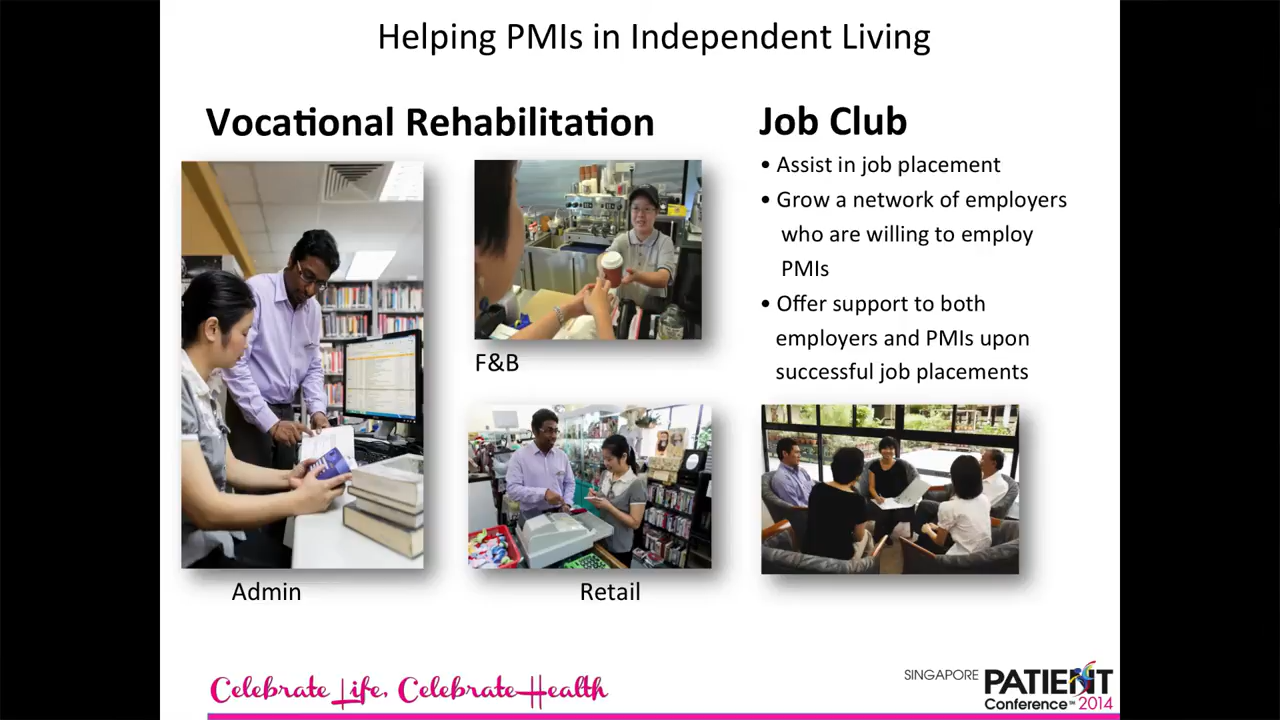 Helping PMIs in Independent Living
Vocational Rehabilitation
Admin
F&B
Retail
Job Club
• Assist in job placement
• Grow a network of employers
who are willing to employ
PMIs
• Offer support to both
employers and PMIs upon
successful job placements
Celebrate Life, Celebrate Health
SINGAPORE
PATIENT
Conference™ 2014